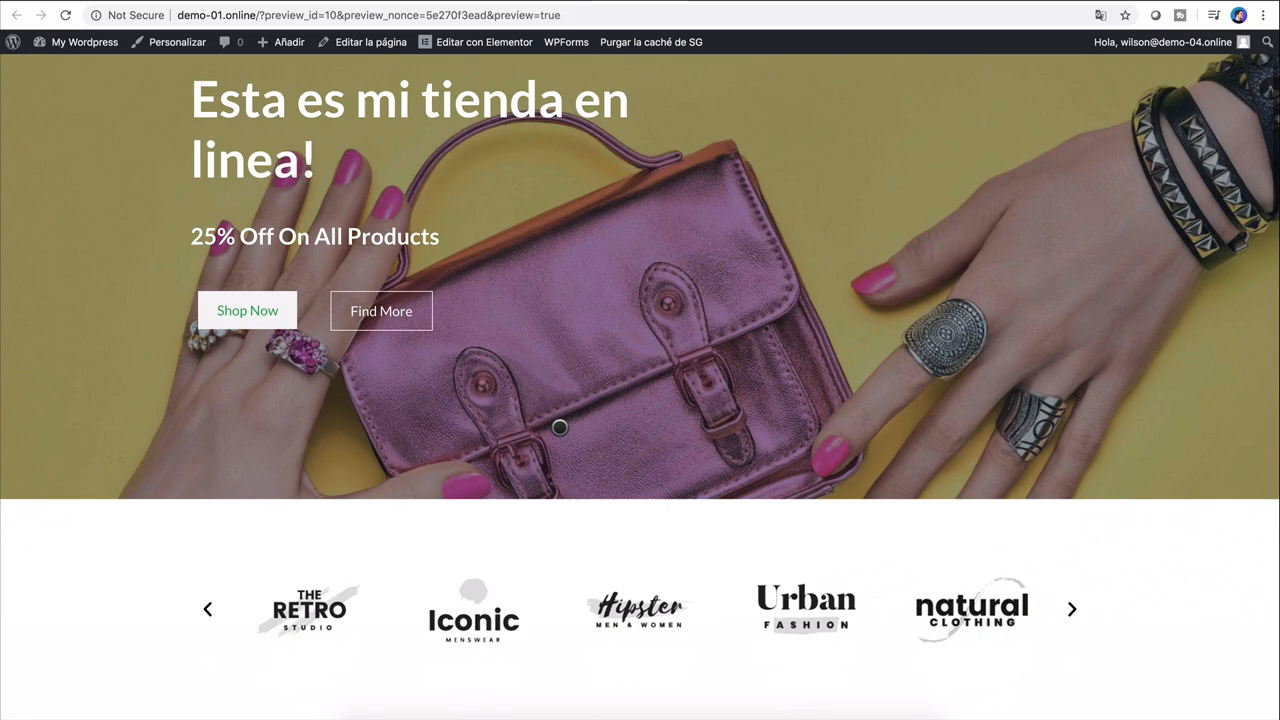 Not Secure demo-01.online/?preview_id=10&preview_nonce=5e270f3ead&preview=true
My Wordpress Personalizar 0 Añadir Editar la página Editar con Elementor WPForms Purgar la caché de SG Hola, wilson@demo-04.online
Esta es mi tienda en
linea!
25% Off On All Products
Shop Now Find More
THE
RETRO
STUDIO
Iconic
MENSWEAR
Hipster
MEN & WOMEN
Urban
FASHION
natural
CLOTHING